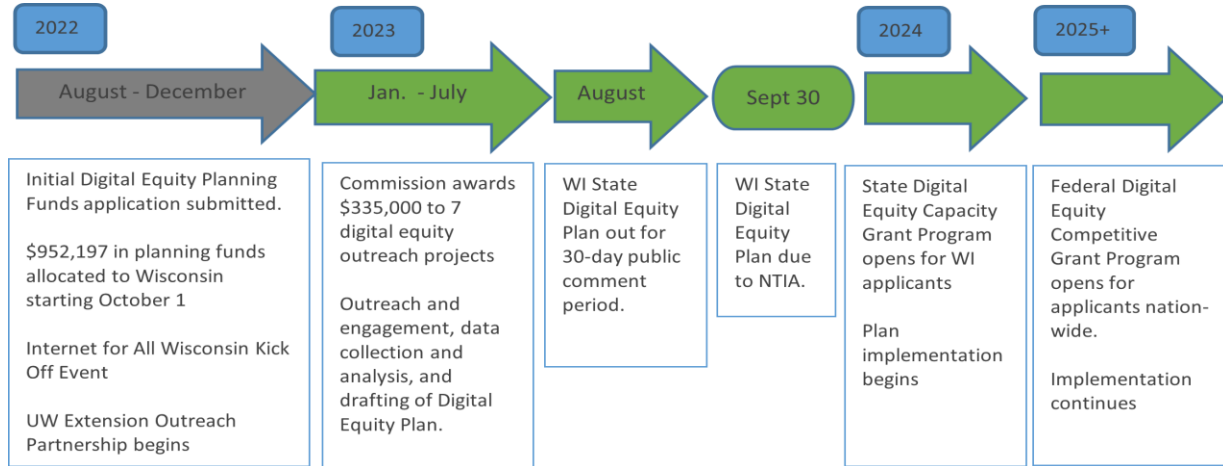 2022
2023
2024
2025+
August - December
Jan.  - July
August
Sept 30
Initial Digital Equity Planning
Funds application submitted.
$952,197 in planning funds
allocated to Wisconsin
starting October 1
Internet for All Wisconsin Kick
Off Event
UW Extension Outreach
Partnership begins
Commission awards
$335,000 to 7
digital equity
outreach projects
Outreach and
engagement, data
collection and
analysis, and
drafting of Digital
Equity Plan.
WI State
Digital Equity
Plan out for
30-day public
comment
period.
WI State
Digital
Equity
Plan due
to NTIA.
State Digital
Equity Capacity
Grant Program
opens for WI
applicants
Plan
implementation
begins
Federal Digital
Equity
Competitive
Grant Program
opens for
applicants nation-
wide.
Implementation
continues